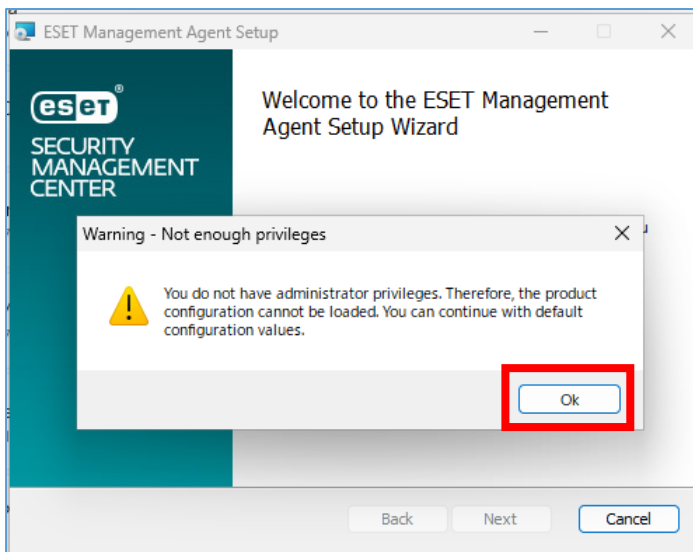 ESET Management Agent Setup
eset®
SECURITY
MANAGEMENT
CENTER
Welcome to the ESET Management
Agent Setup Wizard
Warning - Not enough privileges
You do not have administrator privileges. Therefore, the product
configuration cannot be loaded. You can continue with default
configuration values.
Ok
Back
Next
Cancel